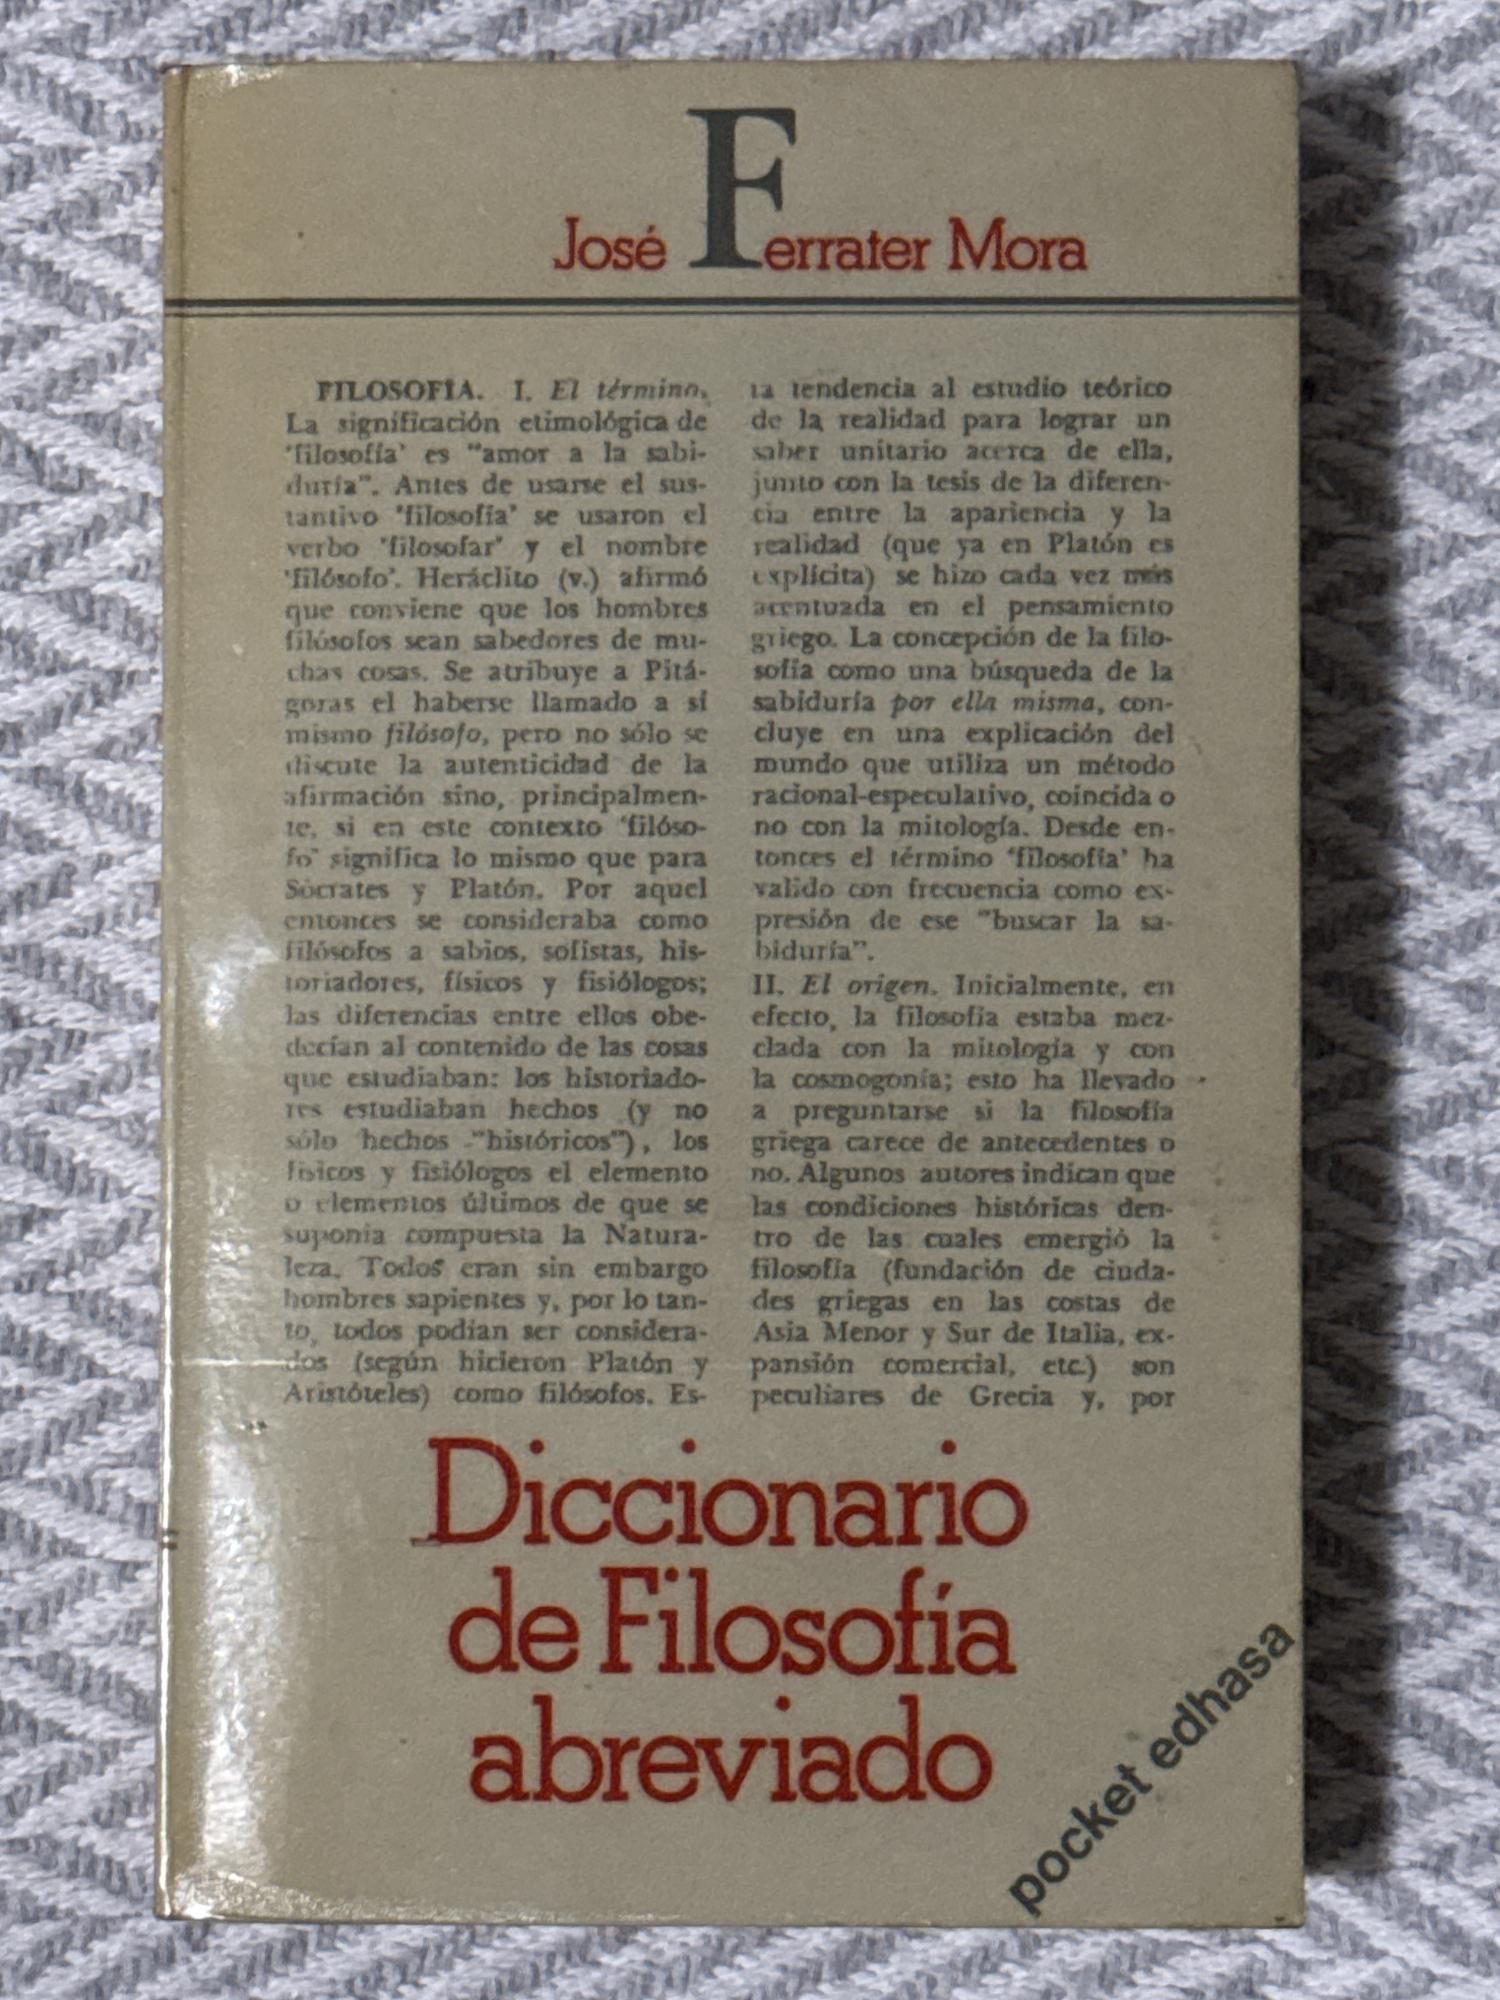 José Ferrater Mora
FILOSOFÍA. I. El término.
La significación etimológica de
'filosofía' es "amor a la sabi-
duría". Antes de usarse el sus-
tantivo 'filosofía' se usaron el
verbo 'filosofar' y el nombre
'filósofo'. Heráclito (v.) afirmó
que conviene que los hombres
filósofos sean sabedores de mu-
chas cosas. Se atribuye a Pitá-
goras el haberse llamado a sí
mismo filósofo, pero no sólo se
discute la autenticidad de la
afirmación sino, principalmen-
te, si en este contexto 'filóso-
fo' significa lo mismo que para
Sócrates y Platón. Por aquel
entonces se consideraba como
filósofos a sabios, sofistas, his-
toriadores, físicos y fisiólogos;
las diferencias entre ellos obe-
decían al contenido de las cosas
que estudiaban: los historiado-
res estudiaban hechos (y no
sólo hechos "históricos"), los
físicos y fisiólogos el elemento
o elementos últimos de que se
suponía compuesta la Natura-
leza. Todos eran sin embargo
hombres sapientes y, por lo tan-
to, todos podían ser considera-
dos (según hicieron Platón y
Aristóteles) como filósofos. Es-
ta tendencia al estudio teórico
de la realidad para lograr un
saber unitario acerca de ella,
junto con la tesis de la diferen-
cia entre la apariencia y la
realidad (que ya en Platón es
explícita) se hizo cada vez más
acentuada en el pensamiento
griego. La concepción de la filo-
sofía como una búsqueda de la
sabiduría por ella misma, con-
cluye en una explicación del
mundo que utiliza un método
racional-especulativo, coincida o
no con la mitología. Desde en-
tonces el término 'filosofía' ha
valido con frecuencia como ex-
presión de ese "buscar la sa-
biduría".
II. El origen. Inicialmente, en
efecto, la filosofía estaba mez-
clada con la mitología y con
la cosmogonía; esto ha llevado
a preguntarse si la filosofía
griega carece de antecedentes o
no. Algunos autores indican que
las condiciones históricas den-
tro de las cuales emergió la
filosofía (fundación de ciuda-
des griegas en las costas de
Asia Menor y Sur de Italia, ex-
pansión comercial, etc.) son
peculiares de Grecia y, por
Diccionario
de Filosofía
abreviado
pocket edhasa